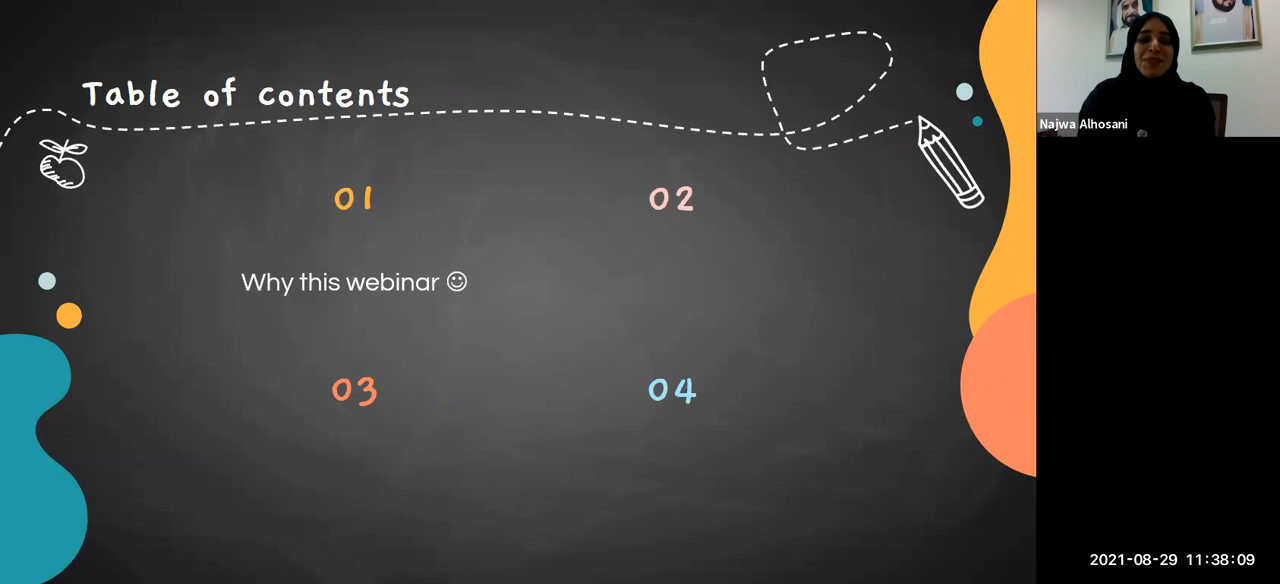 Table of contents
01
02
Why this webinar ☺
03
04
Najwa Alhosani
2021-08-29 11:38:09